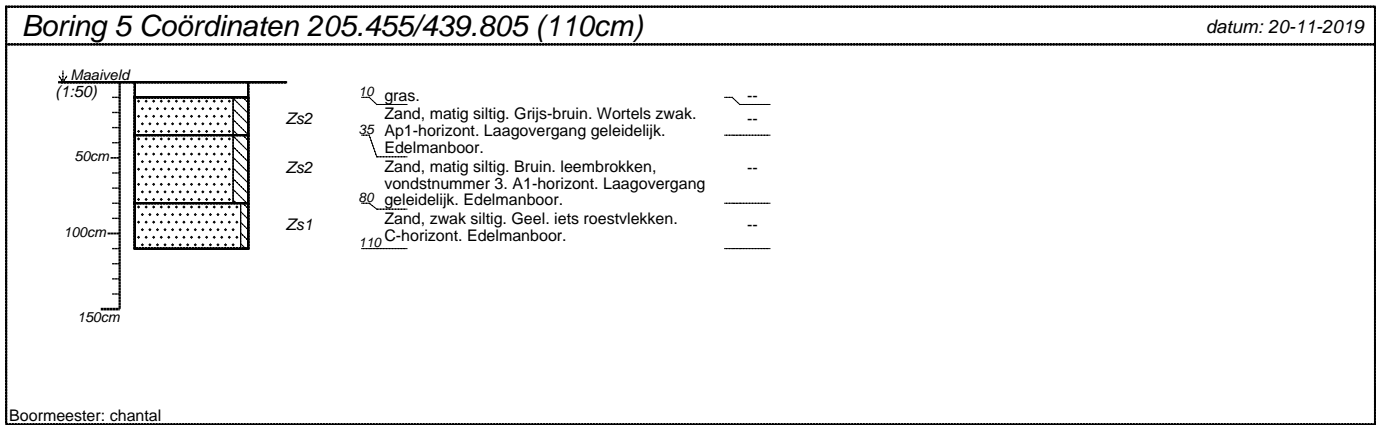 Boring 5 Coördinaten 205.455/439.805 (110cm)
datum: 20-11-2019
Maaiveld
(1:50)
10 gras. --
Zs2
Zand, matig siltig. Grijs-bruin. Wortels zwak. --
35 Ap1-horizont. Laagovergang geleidelijk.
Edelmanboor.
50cm
Zs2
Zand, matig siltig. Bruin. leembrokken, --
vondstnummer 3. A1-horizont. Laagovergang
80 geleidelijk. Edelmanboor.
Zs1
Zand, zwak siltig. Geel. iets roestvlekken. --
100cm
110 C-horizont. Edelmanboor.
150cm
Boormeester: chantal